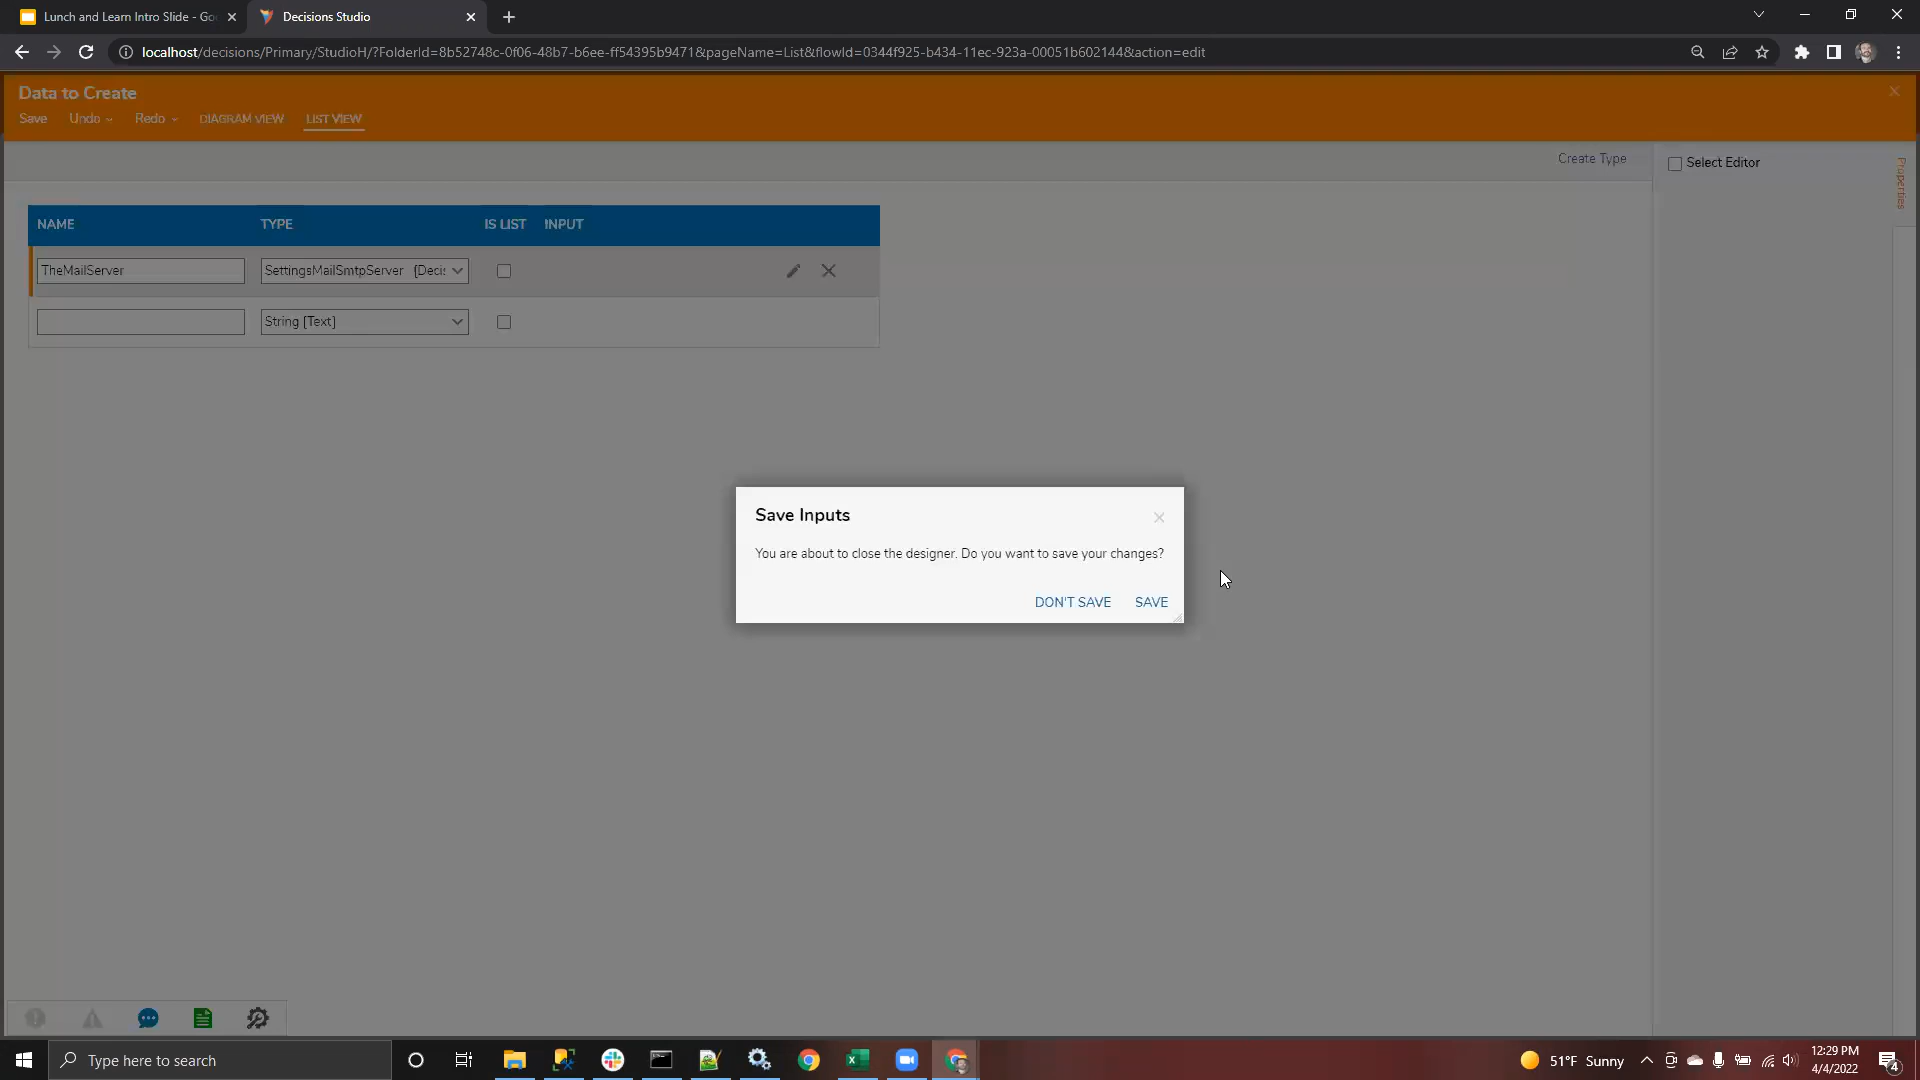 Lunch and Learn Intro Slide - Goo
Decisions Studio
localhost/decisions/Primary/StudioH/?FolderId=8b52748c-0f06-48b7-b6ee-ff54395b9471&pageName=List&flowId=0344f925-b434-11ec-923a-00051b602144&action=edit
Data to Create
Save Undo Redo DIAGRAM VIEW LIST VIEW
Create Type
Select Editor
Properties
NAME TYPE IS LIST INPUT
TheMailServer SettingsMailSmtpServer (Decis
String [Text]
Save Inputs
You are about to close the designer. Do you want to save your changes?
DON'T SAVE SAVE
Type here to search
51°F Sunny
12:29 PM
4/4/2022
4